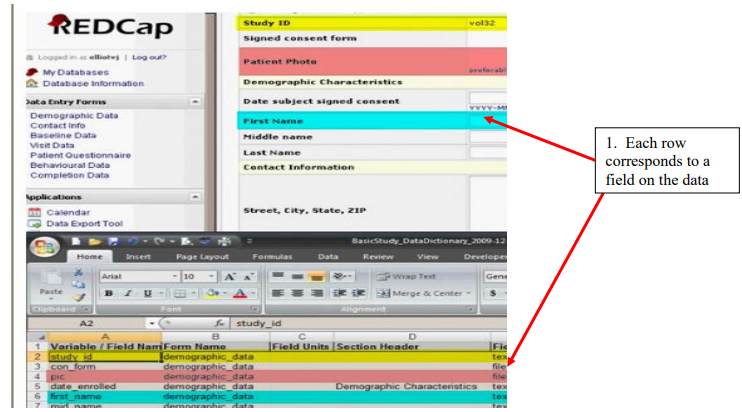 REDCap
Logged in as elliotvj | Log out?
My Databases
Database Information
Data Entry Forms
Demographic Data
Contact Info
Baseline Data
Visit Data
Patient Questionnaire
Behavioural Data
Completion Data
Applications
Calendar
Data Export Tool
Study ID vol32
Signed consent form
Patient Photo
preferabl
Demographic Characteristics
Date subject signed consent
YYYY-MM
First Name
Middle name
Last Name
Contact Information
Street, City, State, ZIP
1. Each row
corresponds to a
field on the data
BasicStudy_DataDictionary_2009-12
Home Insert Page Layout Formulas Data Review View Developer
Paste Arial 10 A A Wrap Text Gene
B I U A Merge & Center $
Clipboard Font Alignment
A2 fx study_id
A B C D
1 Variable / Field Nam Form Name Field Units Section Header Fie
2 study_id demographic_data tex
3 con_form demographic_data file
4 pic demographic_data file
5 date_enrolled demographic_data Demographic Characteristics tex
6 first_name demographic_data tex
7 mid_name demographic_data tex